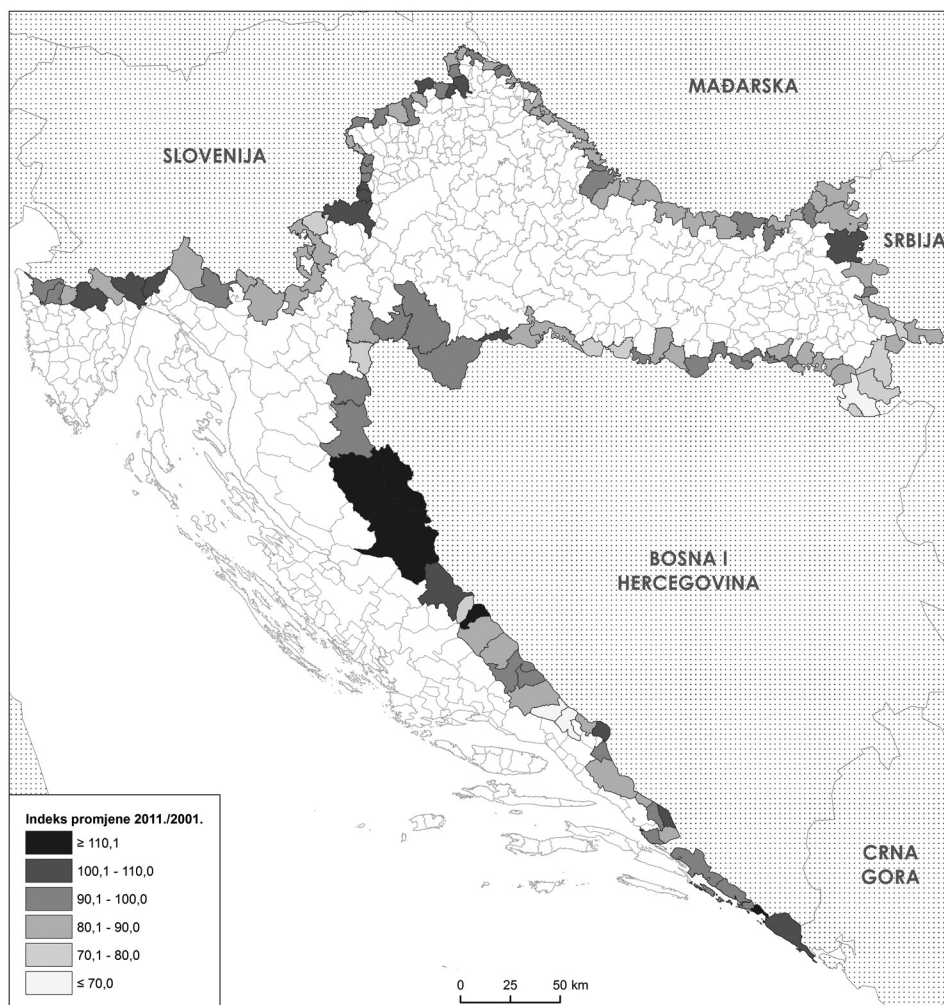 MAĐARSKA
SLOVENIJA
SRBIJA
BOSNA I
HERCEGOVINA
CRNA
GORA
Indeks promjene 2011./2001.
≥ 110,1
100,1 - 110,0
90,1 - 100,0
80,1 - 90,0
70,1 - 80,0
≤ 70,0
0 25 50 km